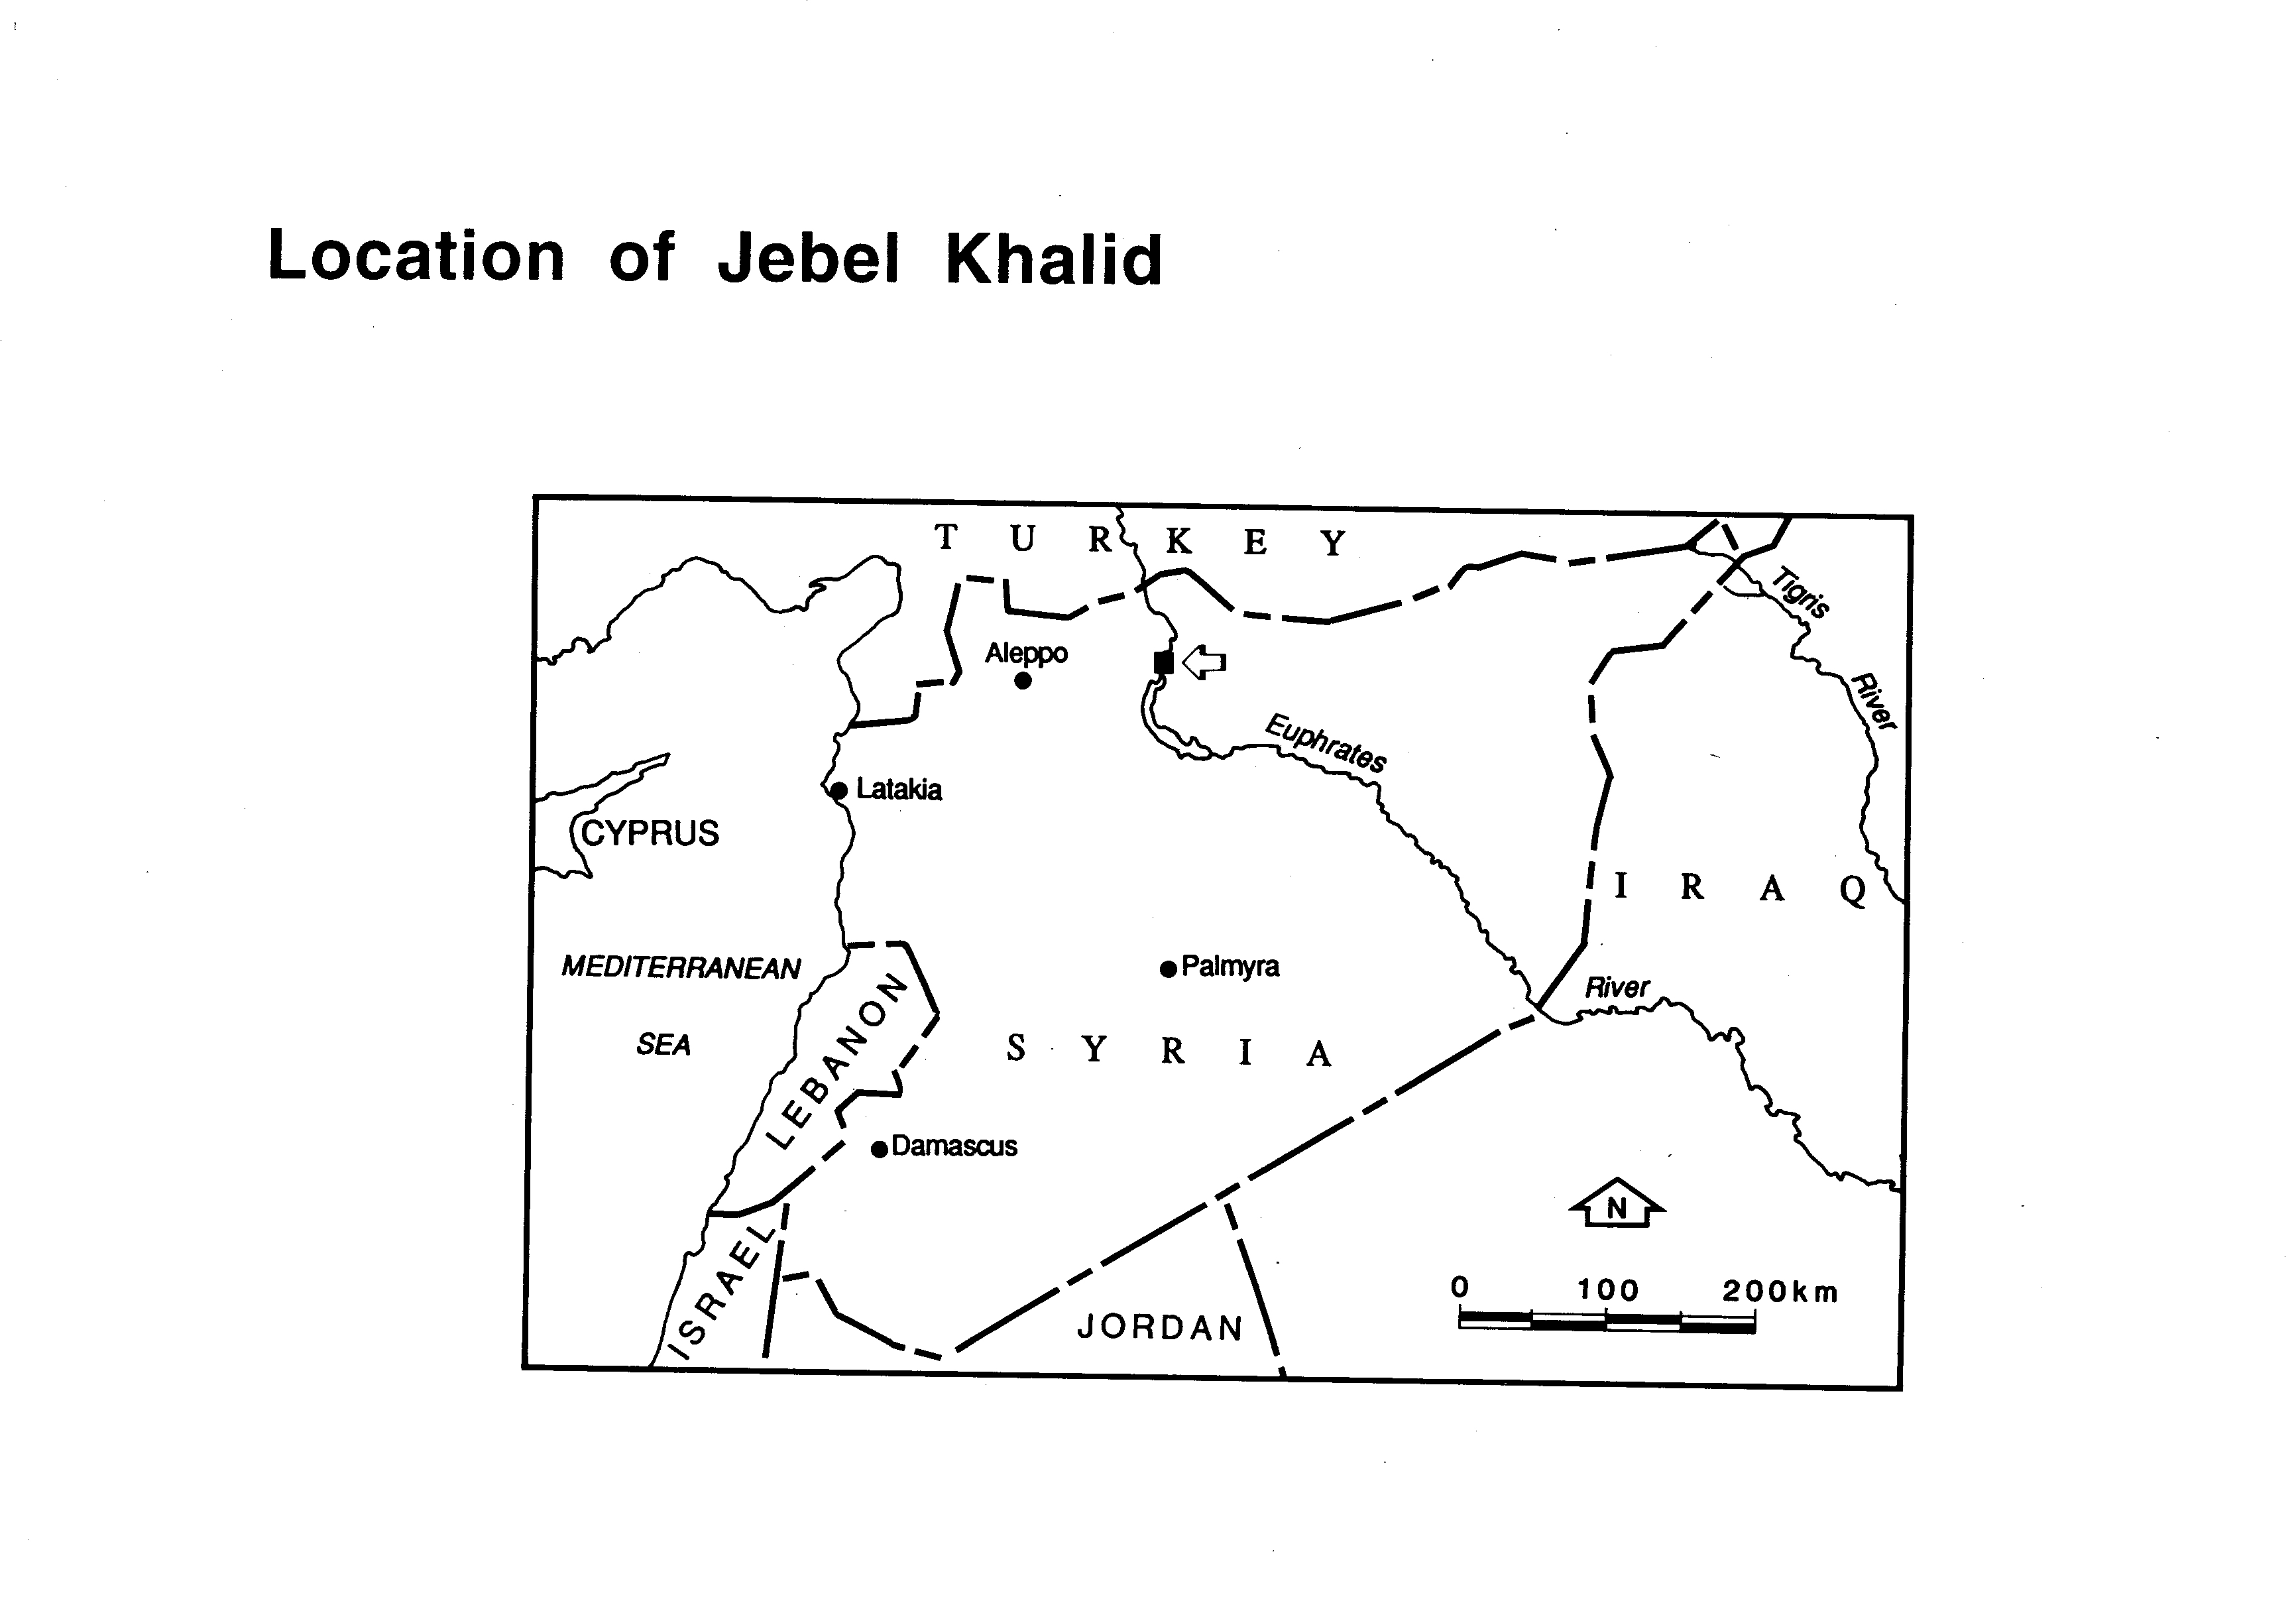 Location of Jebel Khalid
TURKEY
Tigris
River
Aleppo
Euphrates
Latakia
CYPRUS
IRAQ
MEDITERRANEAN
SEA
Palmyra
River
LEBANON
SYRIA
Damascus
N
ISRAEL
JORDAN
0 100 200km